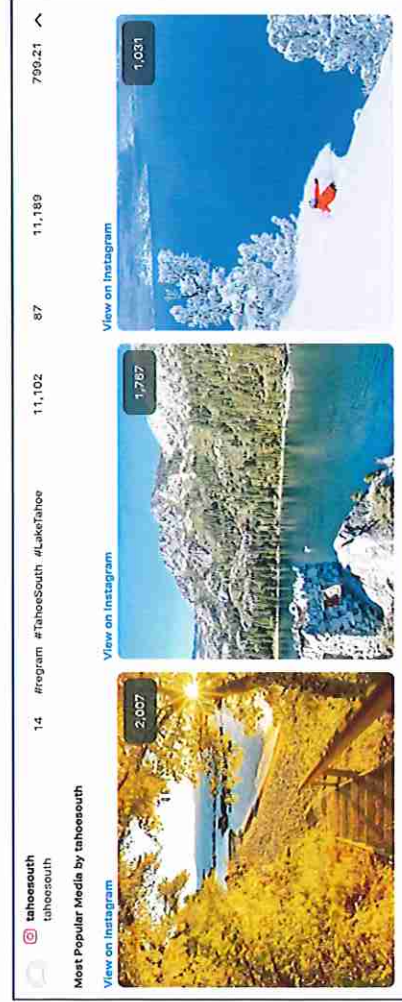 tahoesouth 14 #regram #TahoeSouth #LakeTahoe 11,102 87 11,189 799.21
tahoesouth
Most Popular Media by tahoesouth
View on Instagram View on Instagram View on Instagram
2,007 1,767 1,031